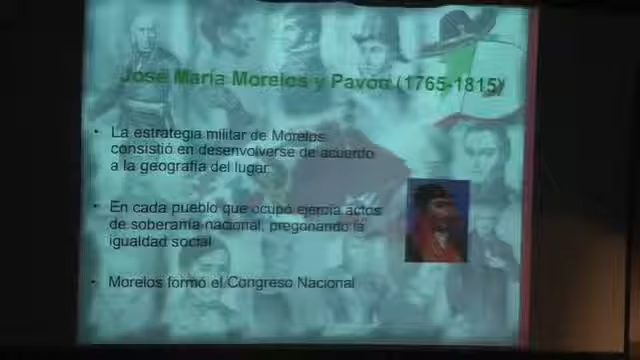 José María Morelos y Pavón (1765-1815)
• La estrategia militar de Morelos
consistió en desenvolverse de acuerdo
a la geografía del lugar.
• En cada pueblo que ocupó ejercía actos
de soberanía nacional, pregonando la
igualdad social
• Morelos formó el Congreso Nacional